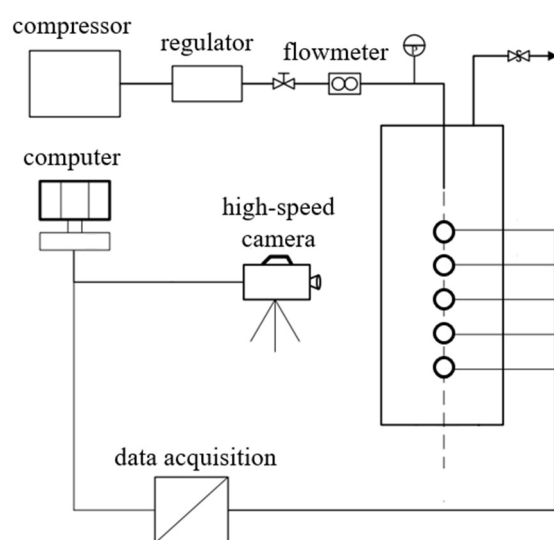 compressor
regulator
flowmeter
computer
high-speed
camera
data acquisition